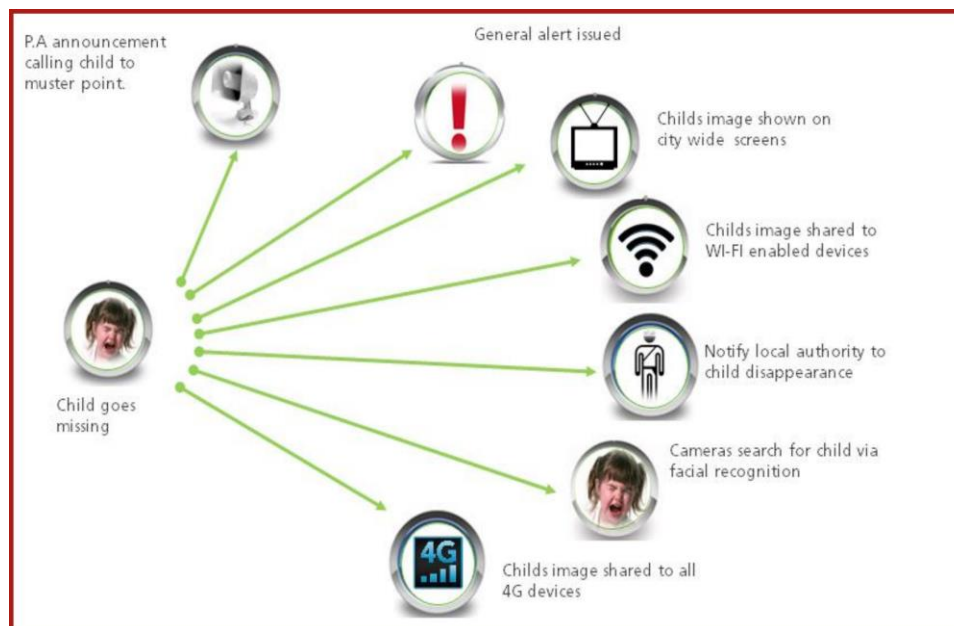 P.A announcement
calling child to
muster point.
General alert issued
Childs image shown on
city wide screens
Childs image shared to
WI-FI enabled devices
Notify local authority to
child disappearance
Child goes
missing
Cameras search for child via
facial recognition
4G
Childs image shared to all
4G devices